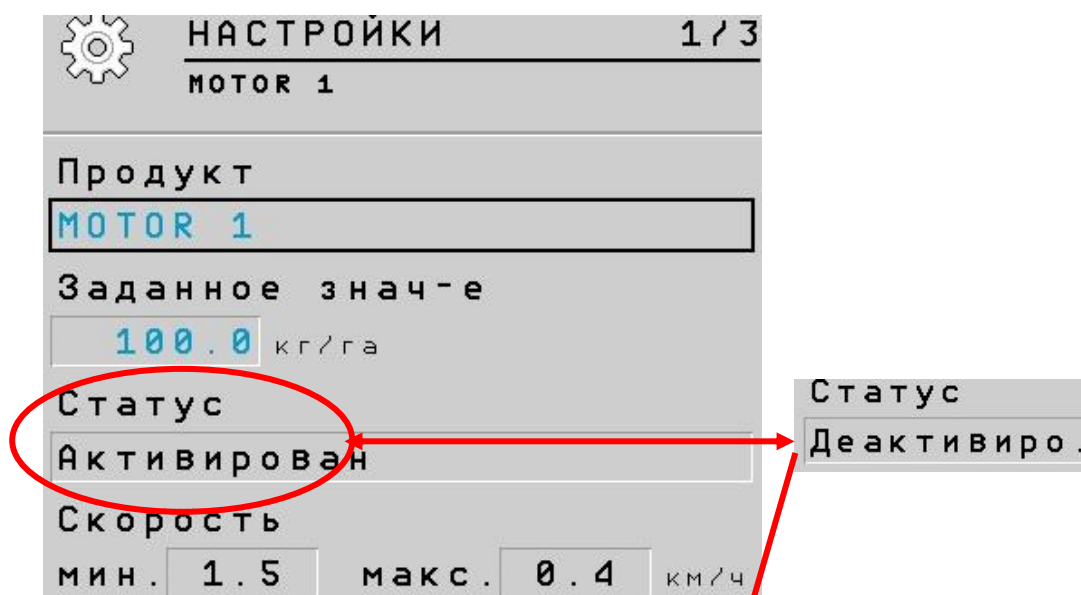 НАСТРОЙКИ 1/3
MOTOR 1
Продукт
MOTOR 1
Заданное знач-е
100.0 кг/га
Статус
Активирован
Скорость
мин. 1.5 макс. 0.4 км/ч
Статус
Деактивиро.